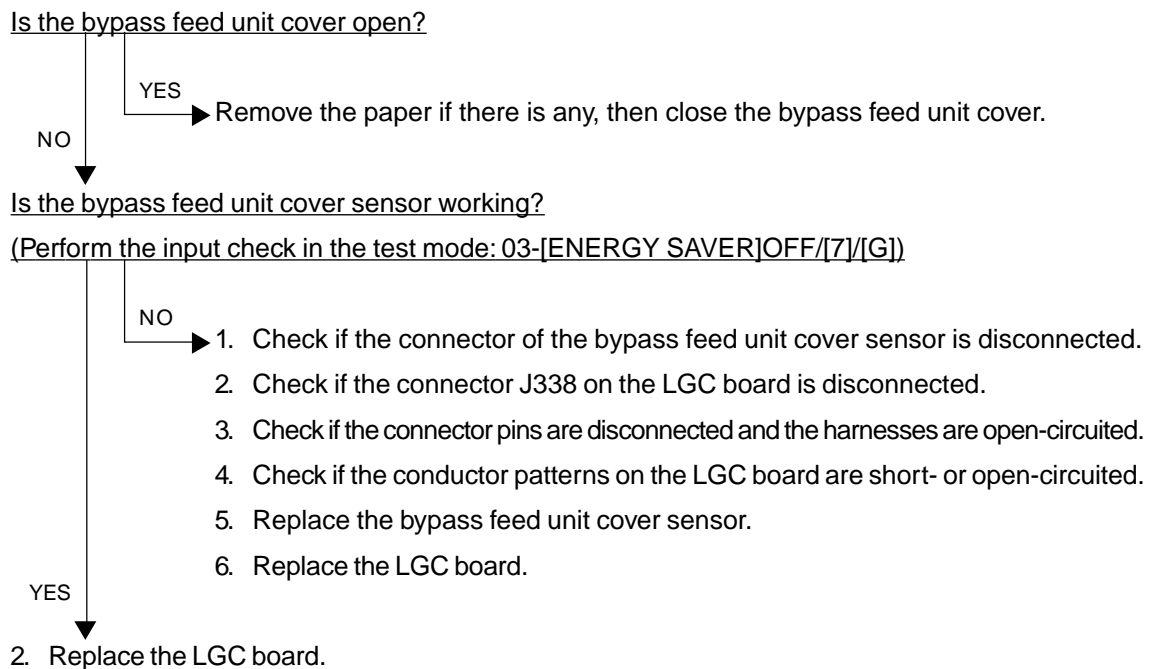 Is the bypass feed unit cover open?
YES
Remove the paper if there is any, then close the bypass feed unit cover.
NO
Is the bypass feed unit cover sensor working?
(Perform the input check in the test mode: 03-[ENERGY SAVER]OFF/[7]/[G])
NO
1. Check if the connector of the bypass feed unit cover sensor is disconnected.
2. Check if the connector J338 on the LGC board is disconnected.
3. Check if the connector pins are disconnected and the harnesses are open-circuited.
4. Check if the conductor patterns on the LGC board are short- or open-circuited.
5. Replace the bypass feed unit cover sensor.
6. Replace the LGC board.
YES
2. Replace the LGC board.